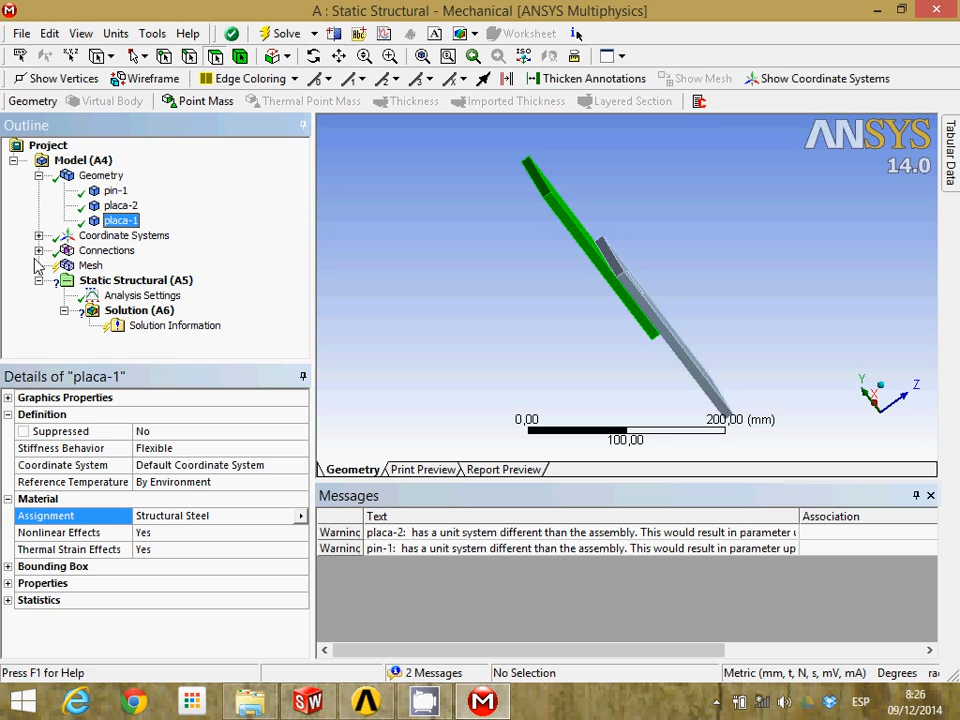 A : Static Structural - Mechanical [ANSYS Multiphysics]
File Edit View Units Tools Help Solve Worksheet
Show Vertices Wireframe Edge Coloring Thicken Annotations Show Mesh Show Coordinate Systems
Geometry Virtual Body Point Mass Thermal Point Mass Thickness Imported Thickness Layered Section
Outline
Project
Model (A4)
Geometry
pin-1
placa-2
placa-1
Coordinate Systems
Connections
Mesh
Static Structural (A5)
Analysis Settings
Solution (A6)
Solution Information
Details of "placa-1"
Graphics Properties
Definition
Suppressed No
Stiffness Behavior Flexible
Coordinate System Default Coordinate System
Reference Temperature By Environment
Material
Assignment Structural Steel
Nonlinear Effects Yes
Thermal Strain Effects Yes
Bounding Box
Properties
Statistics
ANSYS
14.0
Tabular Data
Y
Z
X
0,00 200,00 (mm)
100,00
Geometry Print Preview Report Preview
Messages
Text Association
Warning placa-2: has a unit system different than the assembly. This would result in parameter u
Warning pin-1: has a unit system different than the assembly. This would result in parameter up
Press F1 for Help 2 Messages No Selection Metric (mm, t, N, s, mV, mA) Degrees ra
ESP
8:26
09/12/2014